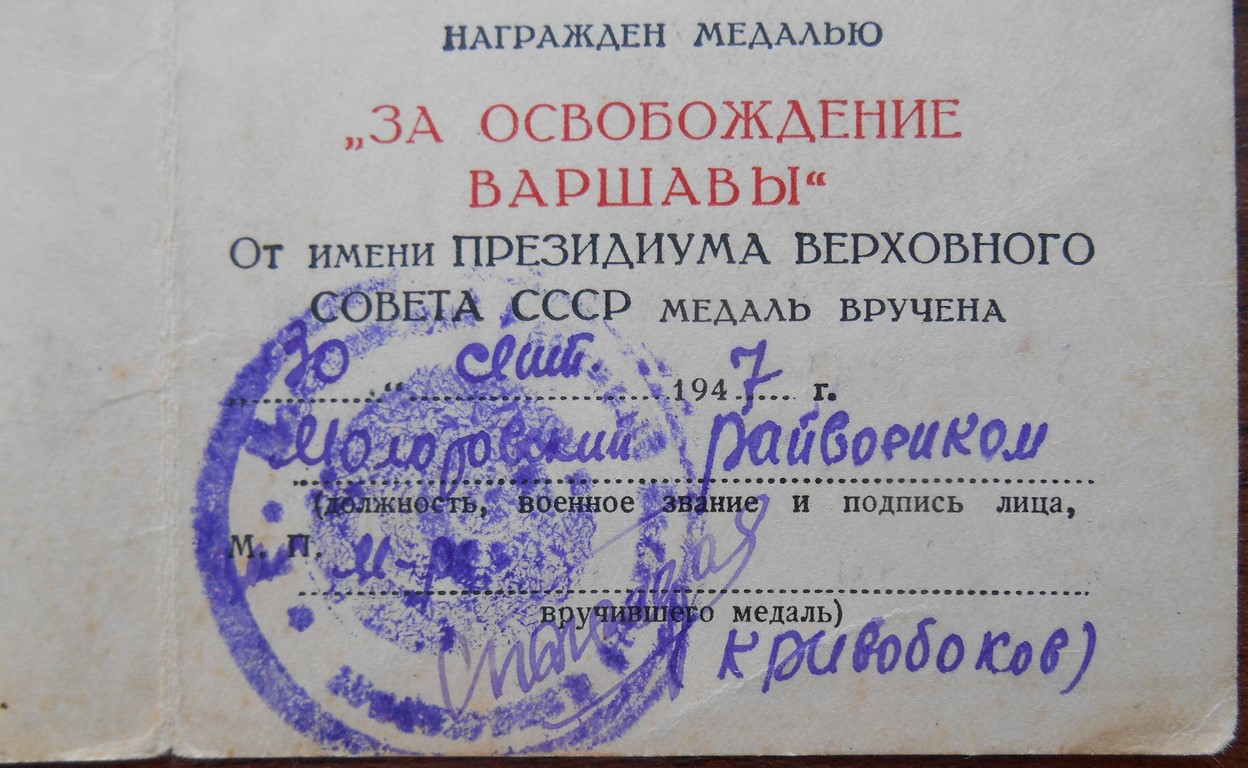 НАГРАЖДЕН МЕДАЛЬЮ
„ЗА ОСВОБОЖДЕНИЕ
ВАРШАВЫ“
От имени ПРЕЗИДИУМА ВЕРХОВНОГО
СОВЕТА СССР МЕДАЛЬ ВРУЧЕНА
30 “ сент. 1947 г.
Молотовский Райвоенком
(должность, военное звание и подпись лица,
М. П. м-р
вручившего медаль)
Кривобоков)